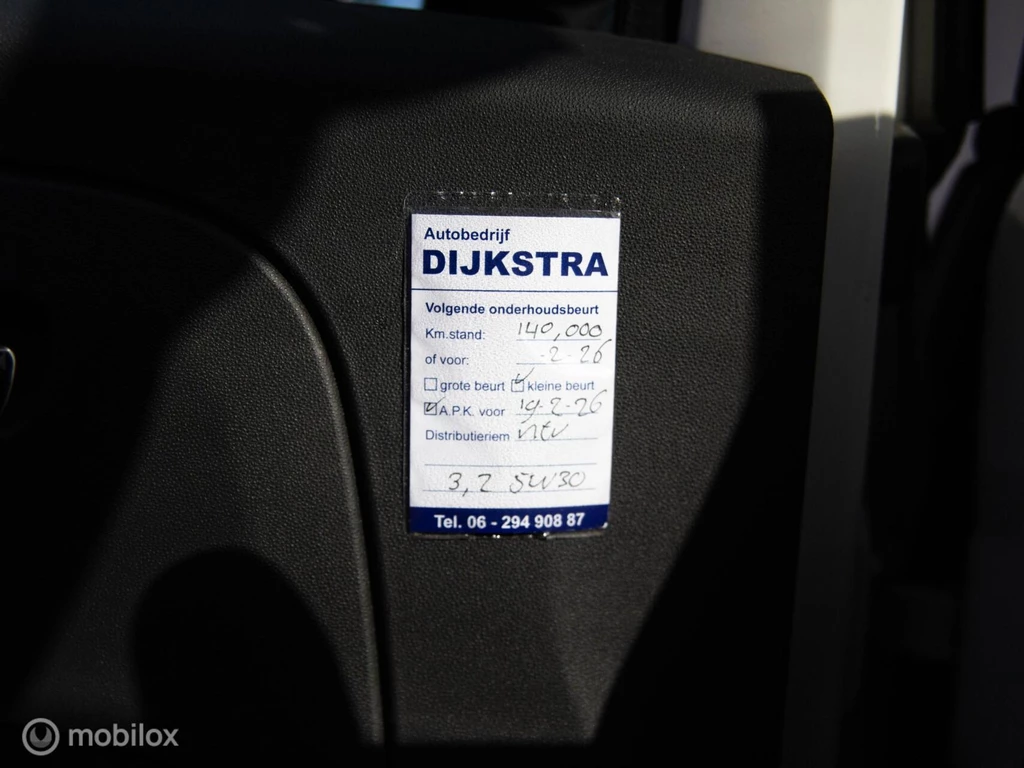 Autobedrijf
DIJKSTRA
Volgende onderhoudsbeurt
Km.stand: 140,000
of voor: -2-26
grote beurt kleine beurt
A.P.K. voor 19-2-26
Distributieriem ntv
3,2 5W30
Tel. 06 - 294 908 87
mobilox